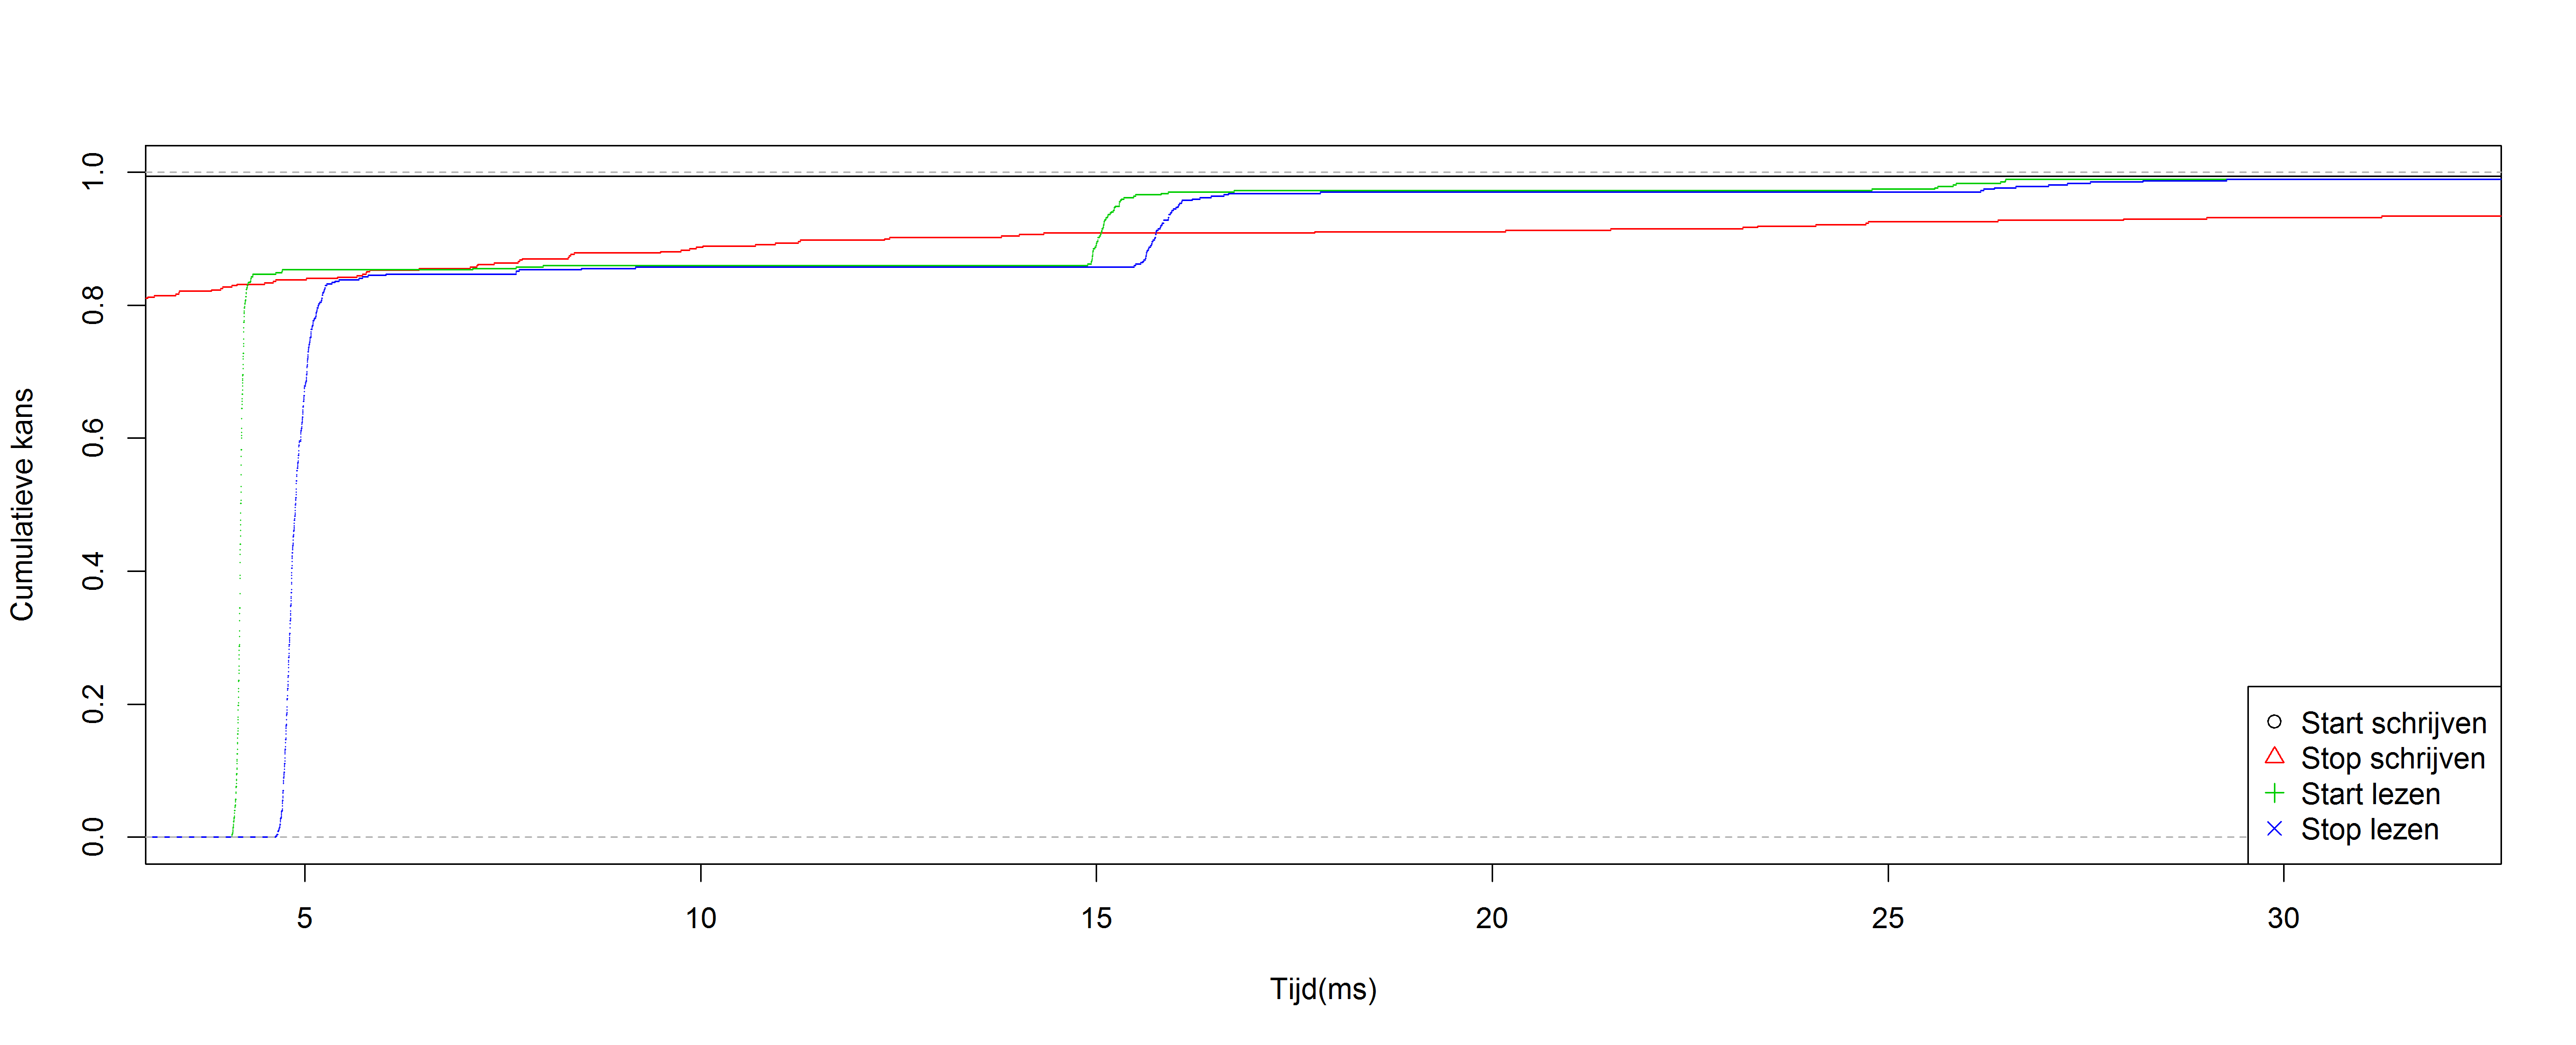 Cumulatieve kans
1.0
0.8
0.6
0.4
0.2
0.0
5 10 15 20 25 30
Tijd(ms)
Start schrijven
Stop schrijven
Start lezen
Stop lezen